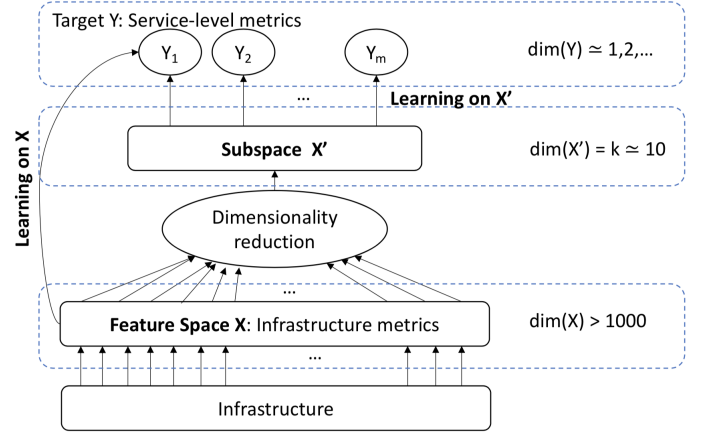 Target Y: Service-level metrics
Y1
Y2
Ym
dim(Y) ≃ 1,2,...
...
Learning on X’
Subspace X’
dim(X’) = k ≃ 10
Learning on X
Dimensionality
reduction
...
Feature Space X: Infrastructure metrics
dim(X) > 1000
...
Infrastructure